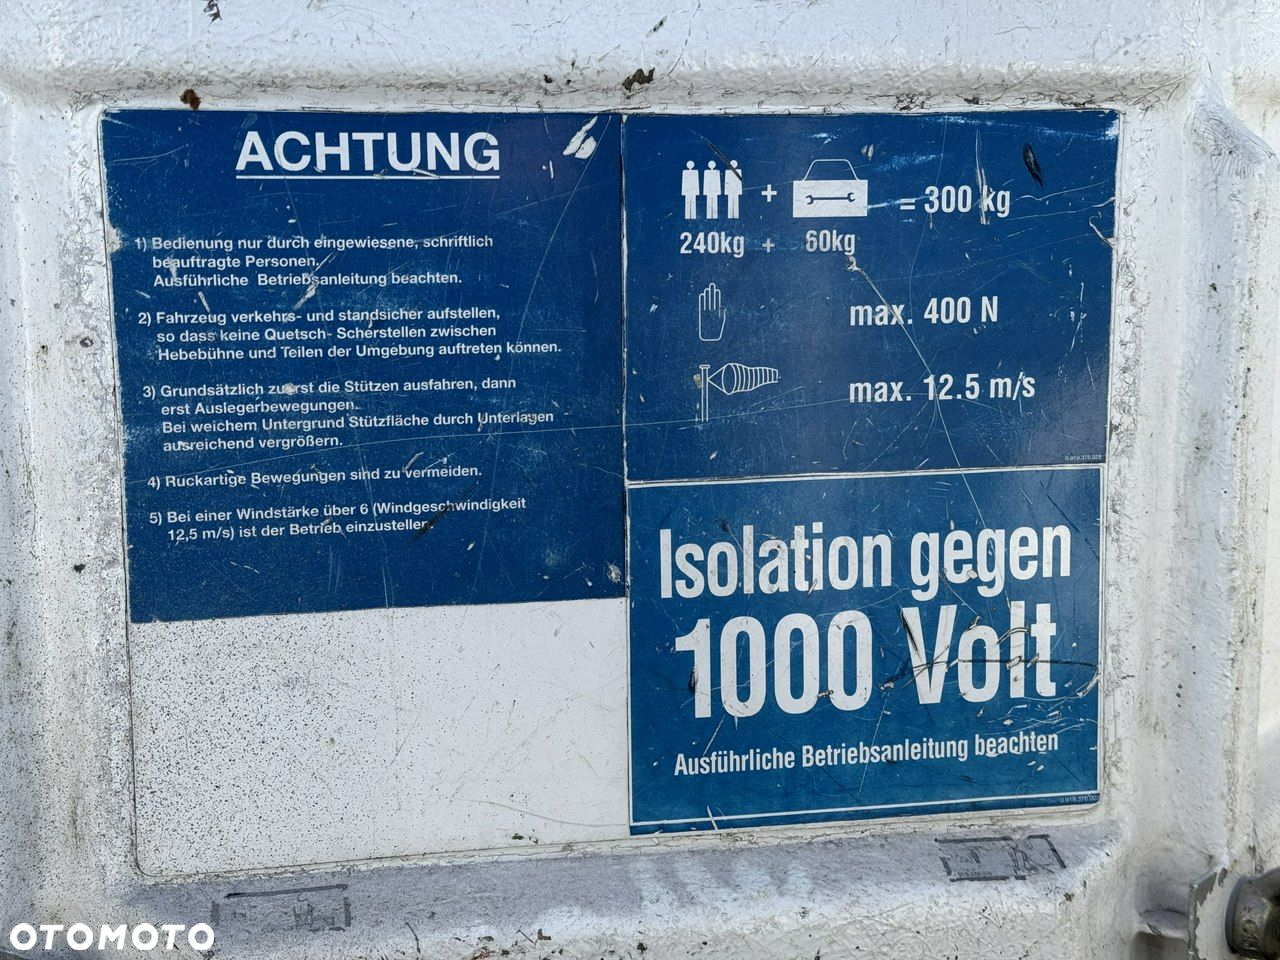 ACHTUNG
1) Bedienung nur durch eingewiesene, schriftlich
beauftragte Personen.
Ausführliche Betriebsanleitung beachten.
2) Fahrzeug verkehrs- und standsicher aufstellen,
so dass keine Quetsch- Scherstellen zwischen
Hebebühne und Teilen der Umgebung auftreten können.
3) Grundsätzlich zuerst die Stützen ausfahren, dann
erst Auslegerbewegungen.
Bei weichem Untergrund Stützfläche durch Unterlagen
ausreichend vergrößern.
4) Ruckartige Bewegungen sind zu vermeiden.
5) Bei einer Windstärke über 6 (Windgeschwindigkeit
12,5 m/s) ist der Betrieb einzustellen
+ = 300 kg
240kg + 60kg
max. 400 N
max. 12.5 m/s
0.919.375.025
Isolation gegen
1000 Volt
Ausführliche Betriebsanleitung beachten
OTOMOTO